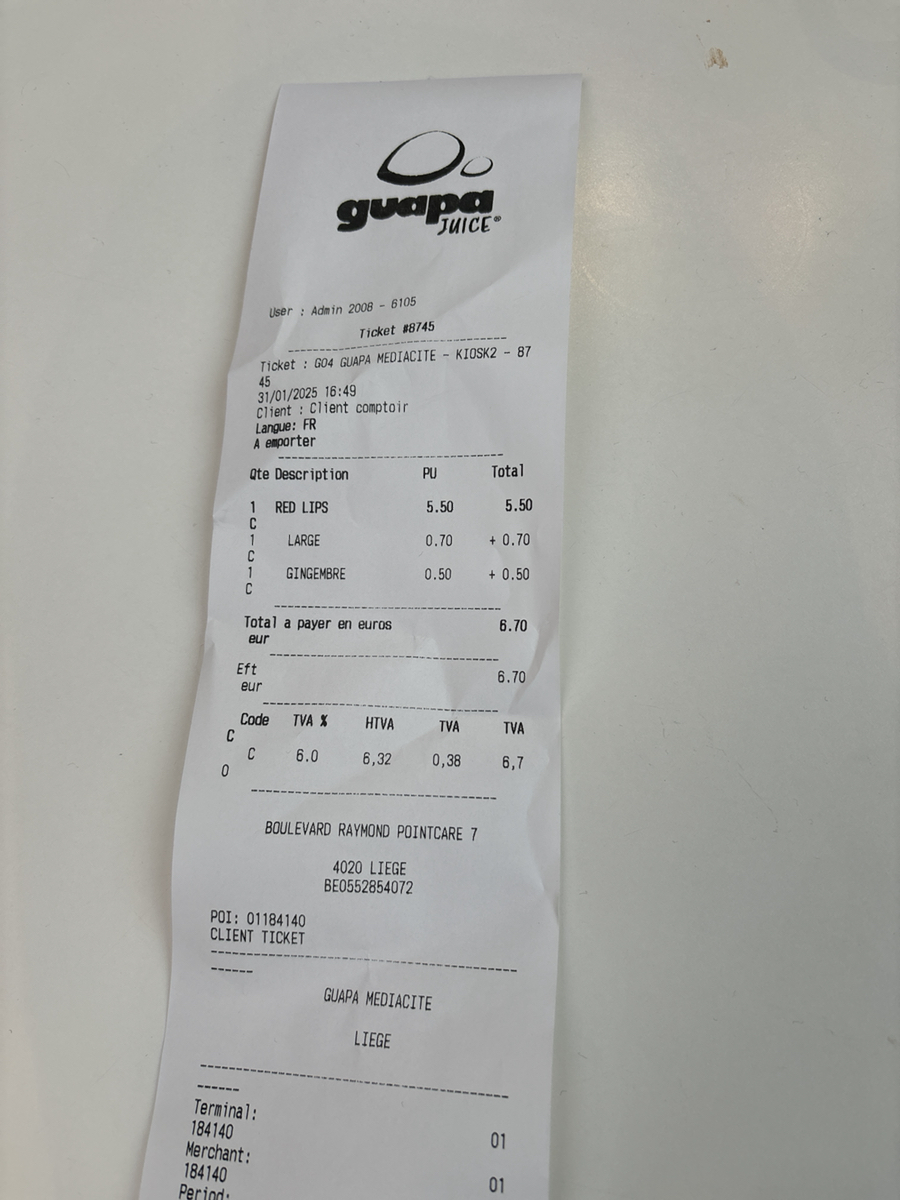 guapa
JUICE®
User : Admin 2008 - 6105
Ticket #8745
Ticket : G04 GUAPA MEDIACITE - KIOSK2 - 87
45
31/01/2025 16:49
Client : Client comptoir
Langue: FR
A emporter
Qte Description PU Total
1 RED LIPS 5.50 5.50
C
1 LARGE 0.70 + 0.70
C
1 GINGEMBRE 0.50 + 0.50
C
Total a payer en euros 6.70
eur
Eft 6.70
eur
Code TVA % HTVA TVA TVA
C
C 6.0 6,32 0,38 6,7
0
BOULEVARD RAYMOND POINTCARE 7
4020 LIEGE
BE0552854072
POI: 01184140
CLIENT TICKET
GUAPA MEDIACITE
LIEGE
Terminal: 01
184140
Merchant: 01
184140
Period: